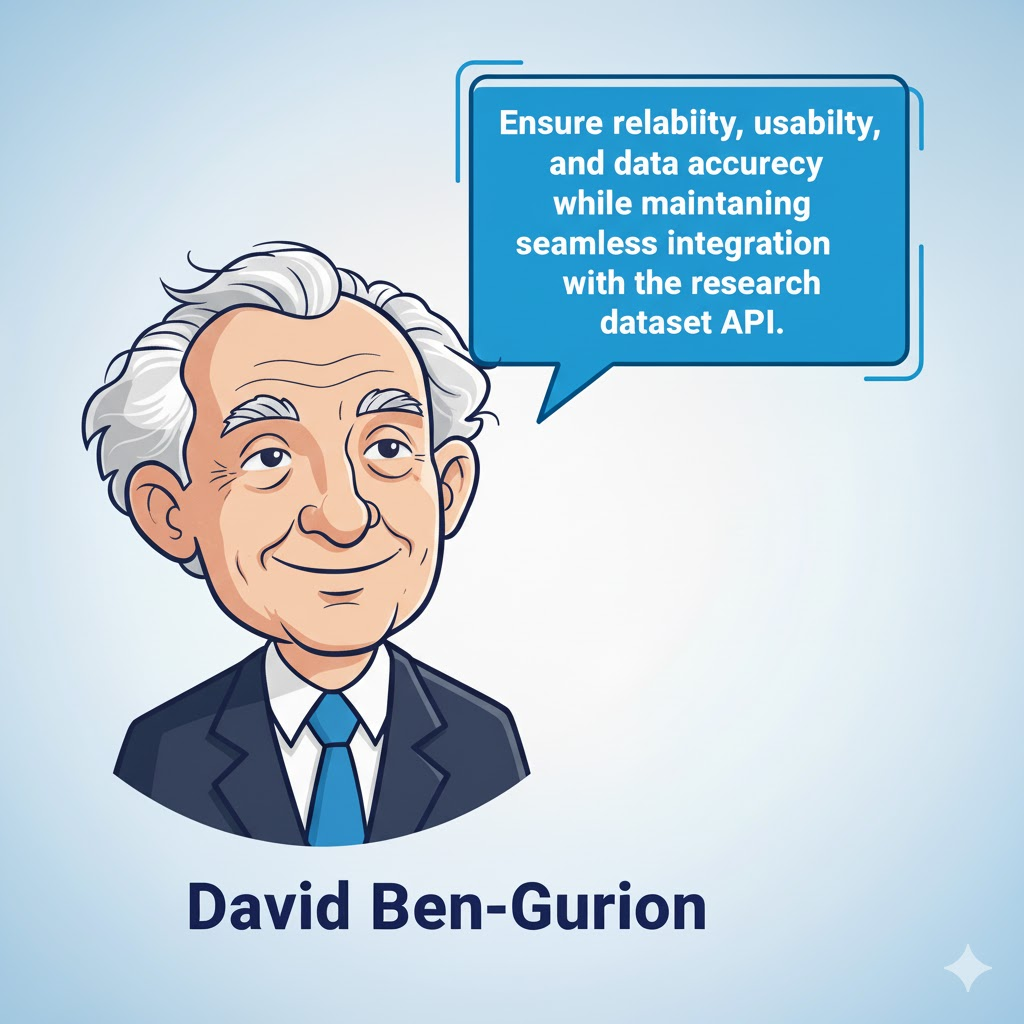 Ensure relabiity, usabilty,
and data accurecy
while maintaning
seamless integration
with the research
dataset API.
David Ben-Gurion